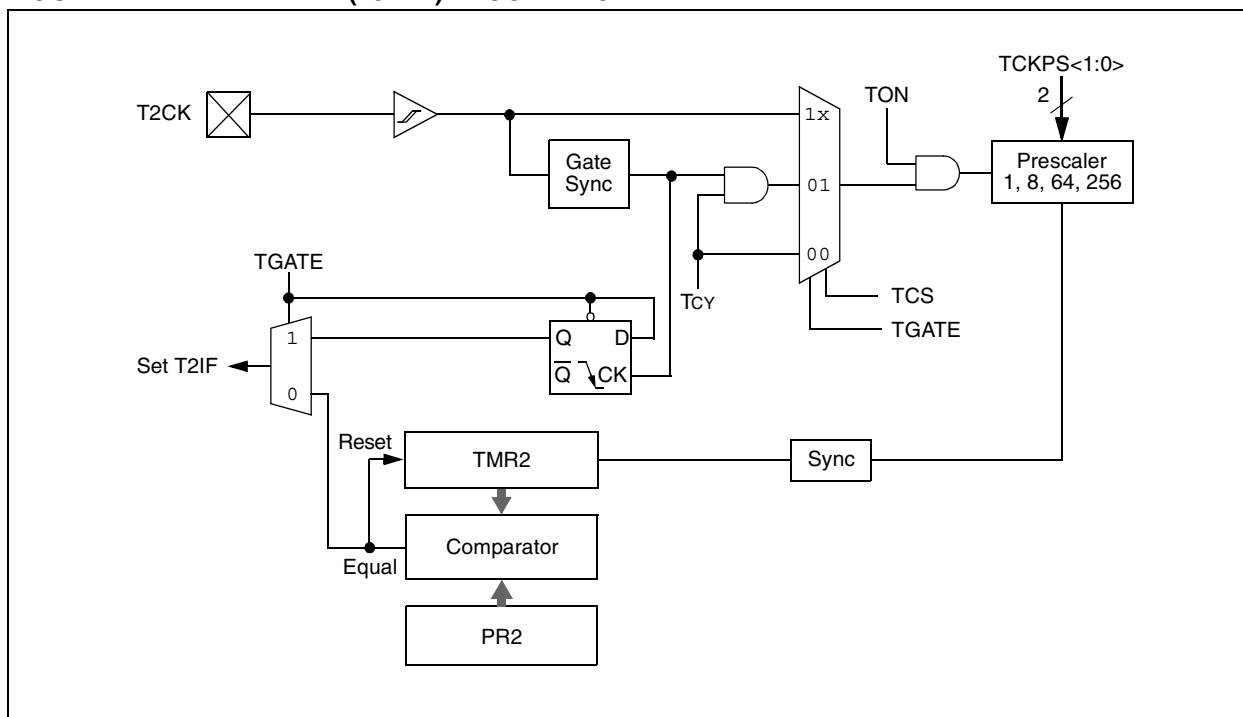 TCKPS<1:0>
2
TON
T2CK
1x
Gate
Sync
Prescaler
1, 8, 64, 256
01
00
TGATE
TCY
TCS
TGATE
1
Q
D
Set T2IF
Q
CK
0
Reset
TMR2
Sync
Comparator
Equal
PR2